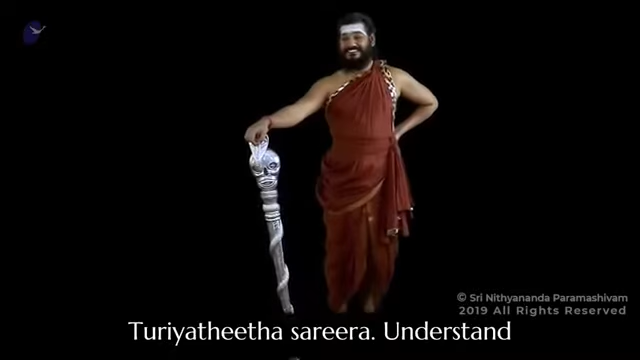 © Sri Nithyananda Paramashivam
2019 All Rights Reserved
Turiyatheetha sareera. Understand